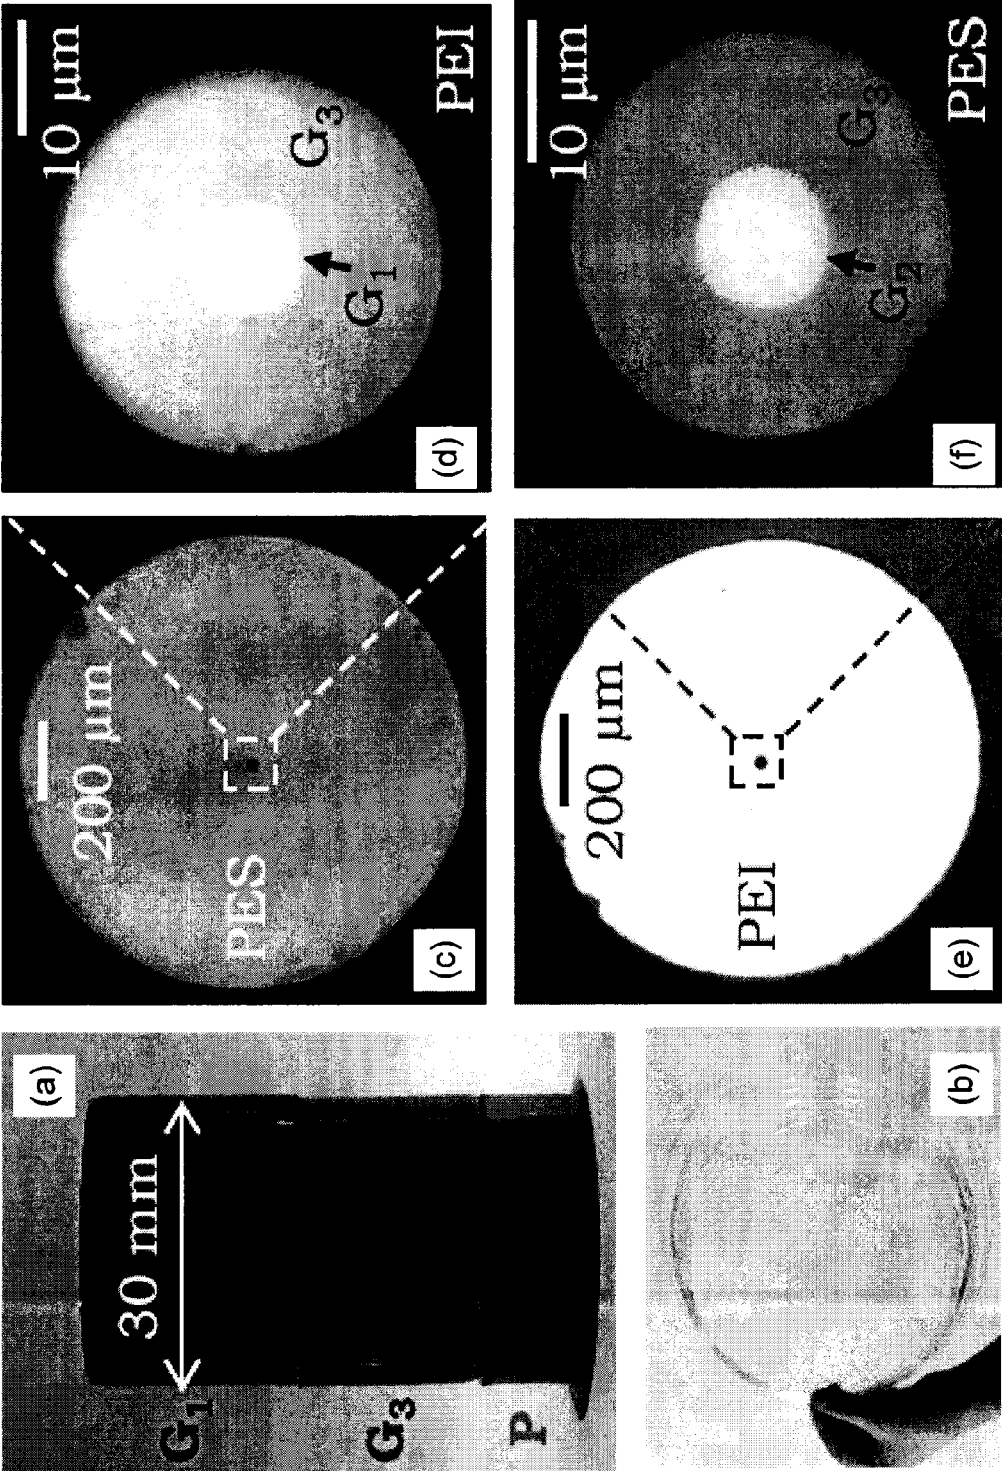 (a)
30 mm
G₁
G₃
P
(b)
(c)
200 μm
PES
(d)
10 μm
G₃
G₁
PEI
(e)
200 μm
PEI
(f)
10 μm
G₃
G₂
PES